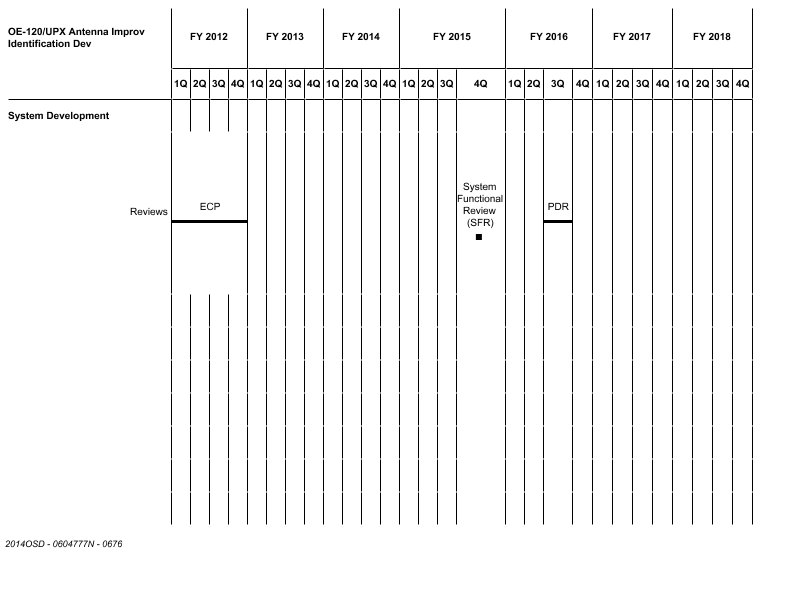 OE-120/UPX Antenna Improv
Identification Dev
FY 2012 FY 2013 FY 2014 FY 2015 FY 2016 FY 2017 FY 2018
1Q 2Q 3Q 4Q 1Q 2Q 3Q 4Q 1Q 2Q 3Q 4Q 1Q 2Q 3Q 4Q 1Q 2Q 3Q 4Q 1Q 2Q 3Q 4Q 1Q 2Q 3Q 4Q
System Development
Reviews
ECP
System
Functional
Review
(SFR)
PDR
2014OSD - 0604777N - 0676